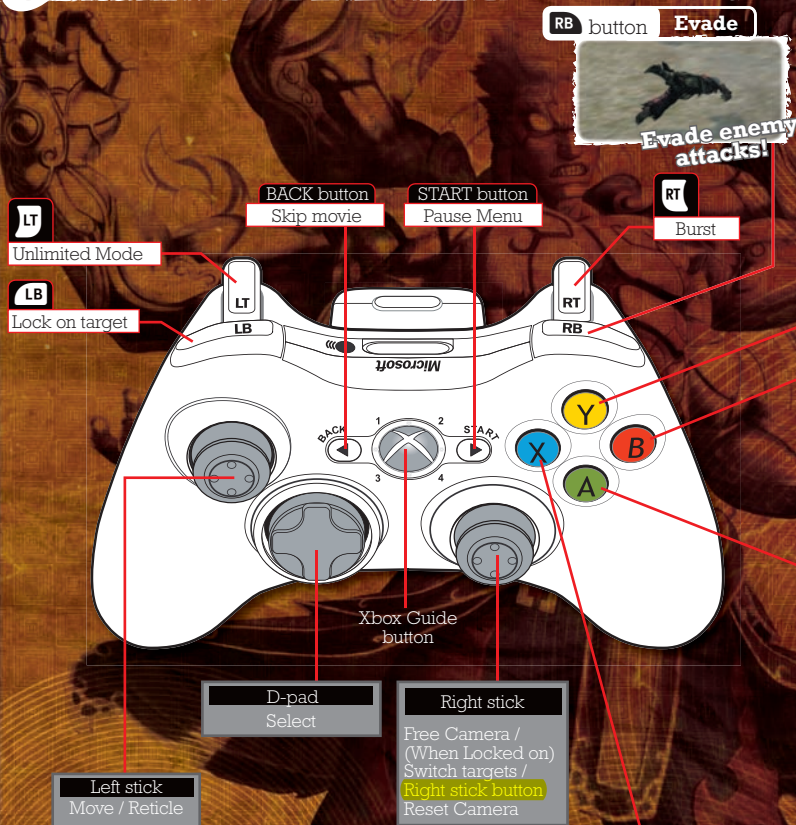 RB button Evade
Evade enemy
attacks!
BACK button
Skip movie
START button
Pause Menu
RT
Burst
LT
Unlimited Mode
LB
Lock on target
LT
RT
LB
RB
Microsoft
BACK
1
2
START
3
4
Y
X
B
A
Xbox Guide
button
D-pad
Select
Right stick
Free Camera /
(When Locked on)
Switch targets /
Right stick button
Reset Camera
Left stick
Move / Reticle